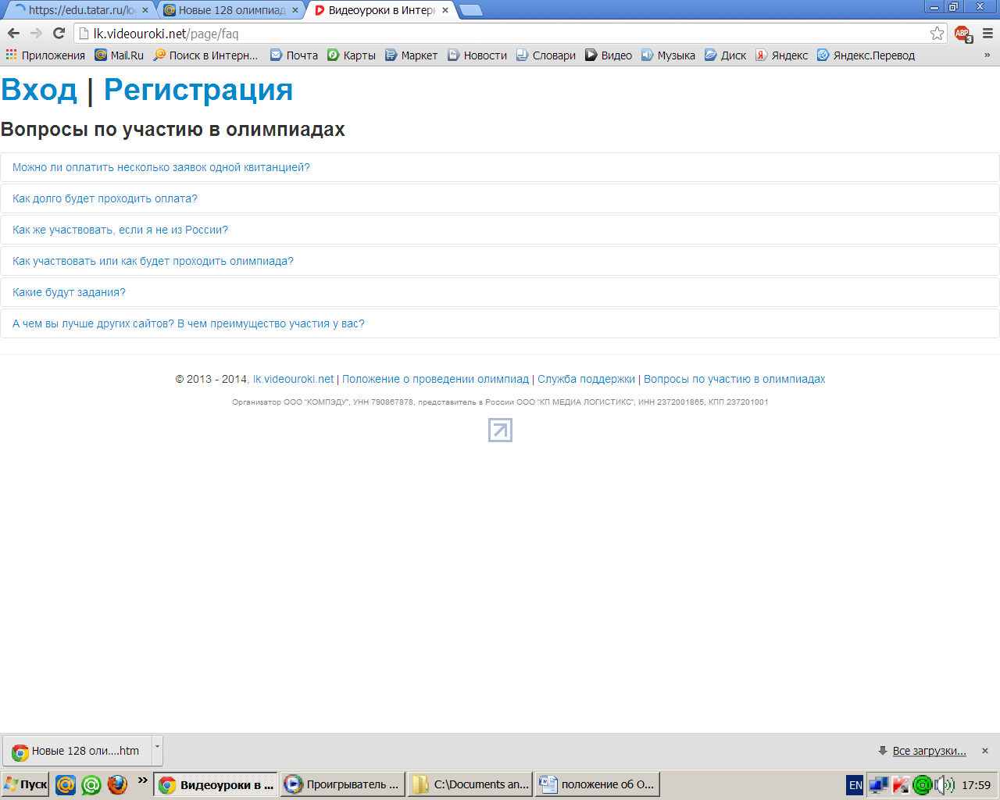 https://edu.tatar.ru/lo
Новые 128 олимпиад
Видеоуроки в Интерн
lk.videouroki.net/page/faq
ABP 3
Приложения Mail.Ru Поиск в Интерн... Почта Карты Маркет Новости Словари Видео Музыка Диск Яндекс Яндекс.Перевод »
Вход | Регистрация
Вопросы по участию в олимпиадах
Можно ли оплатить несколько заявок одной квитанцией?
Как долго будет проходить оплата?
Как же участвовать, если я не из России?
Как участвовать или как будет проходить олимпиада?
Какие будут задания?
А чем вы лучше других сайтов? В чем преимущество участия у вас?
© 2013 - 2014, lk.videouroki.net | Положение о проведении олимпиад | Служба поддержки | Вопросы по участию в олимпиадах
Организатор ООО "КОМПЭДУ", УНН 790867878, представитель в России ООО "КП МЕДИА ЛОГИСТИКС", ИНН 2372001865, КПП 237201001
Новые 128 оли....htm
Все загрузки...
Пуск » Видеоуроки в ... Проигрыватель ... C:\Documents an... положение об О... EN 17:59